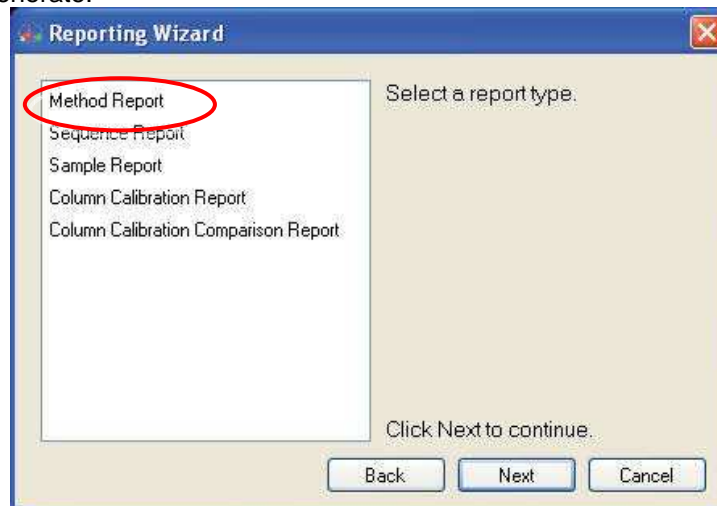 Reporting Wizard
Method Report
Select a report type.
Sequence Report
Sample Report
Column Calibration Report
Column Calibration Comparison Report
Click Next to continue.
Back Next Cancel